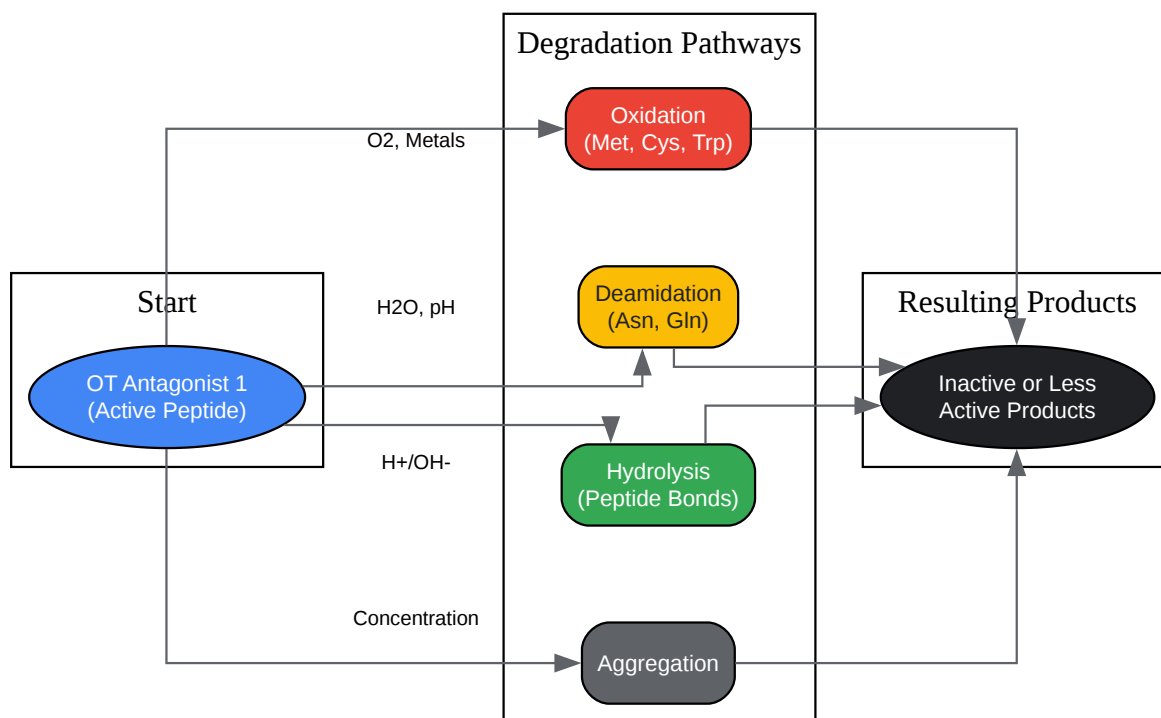 Degradation Pathways
Oxidation
(Met, Cys, Trp)
O2, Metals
Start
H2O, pH
Deamidation
(Asn, Gln)
Resulting Products
OT Antagonist 1
(Active Peptide)
Inactive or Less
Active Products
H+/OH-
Hydrolysis
(Peptide Bonds)
Concentration
Aggregation